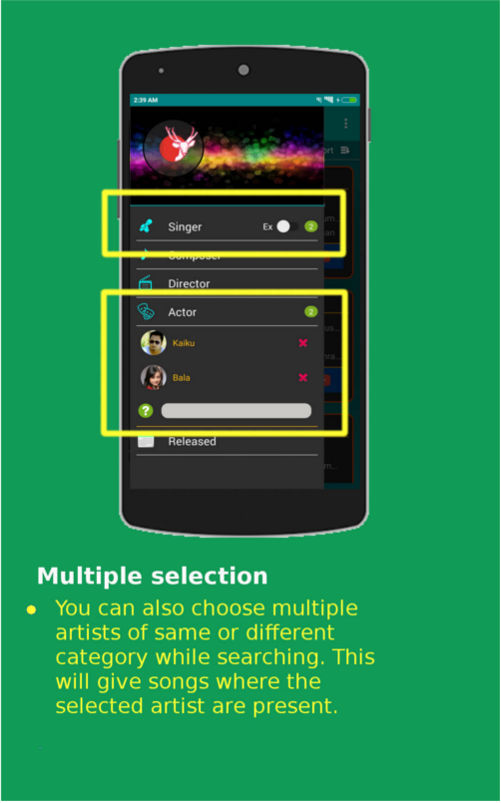 2:39 AM
Singer
Ex
2
Composer
Director
Actor
2
Kaiku
Bala
?
Released
Multiple selection
You can also choose multiple
artists of same or different
category while searching. This
will give songs where the
selected artist are present.